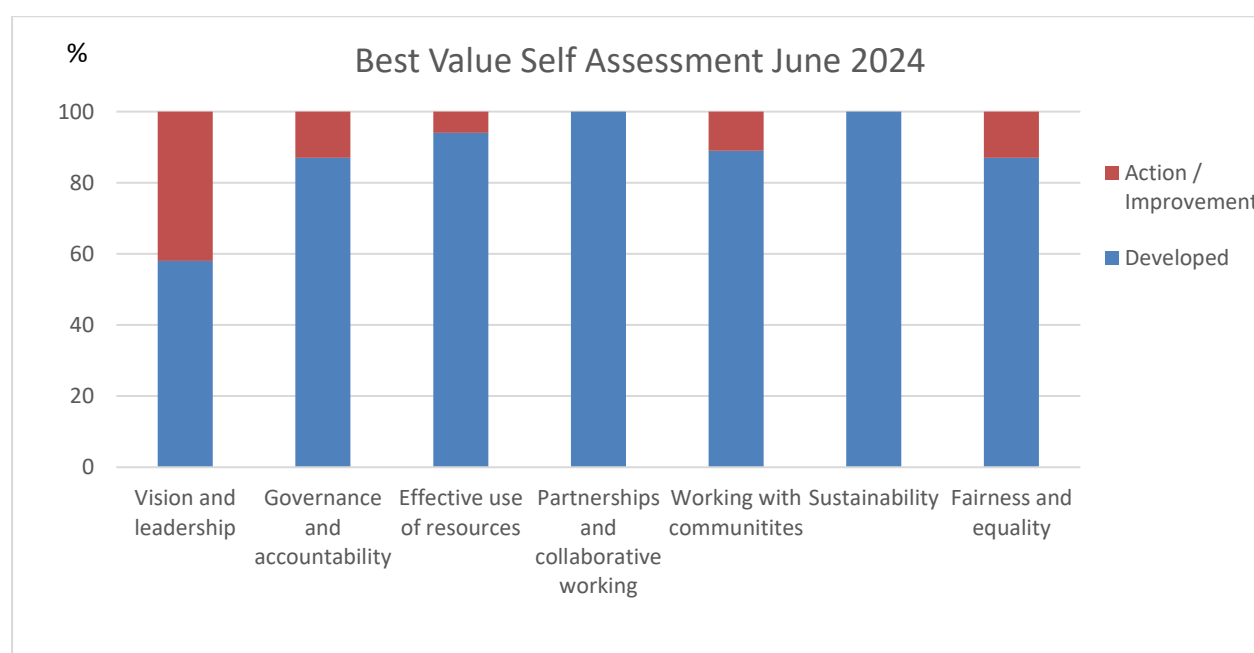 %
Best Value Self Assessment June 2024
100
80
60
40
20
0
Action /
Improvement
Developed
Vision and
leadership
Governance
and
accountability
Effective use
of resources
Partnerships
and
collaborative
working
Working with
communitites
Sustainability
Fairness and
equality